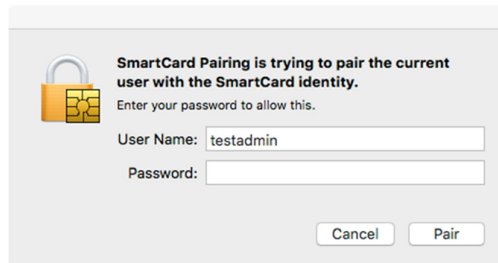 SmartCard Pairing is trying to pair the current
user with the SmartCard identity.
Enter your password to allow this.
User Name: testadmin
Password:
Cancel Pair